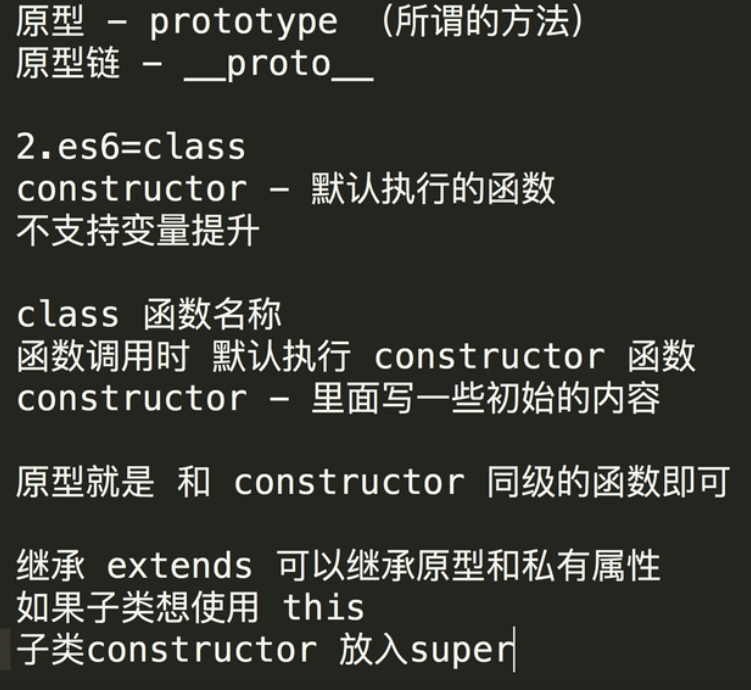 原型 - prototype （所谓的方法）
原型链 - __proto__
2.es6=class
constructor - 默认执行的函数
不支持变量提升
class 函数名称
函数调用时 默认执行 constructor 函数
constructor - 里面写一些初始的内容
原型就是 和 constructor 同级的函数即可
继承 extends 可以继承原型和私有属性
如果子类想使用 this
子类constructor 放入super